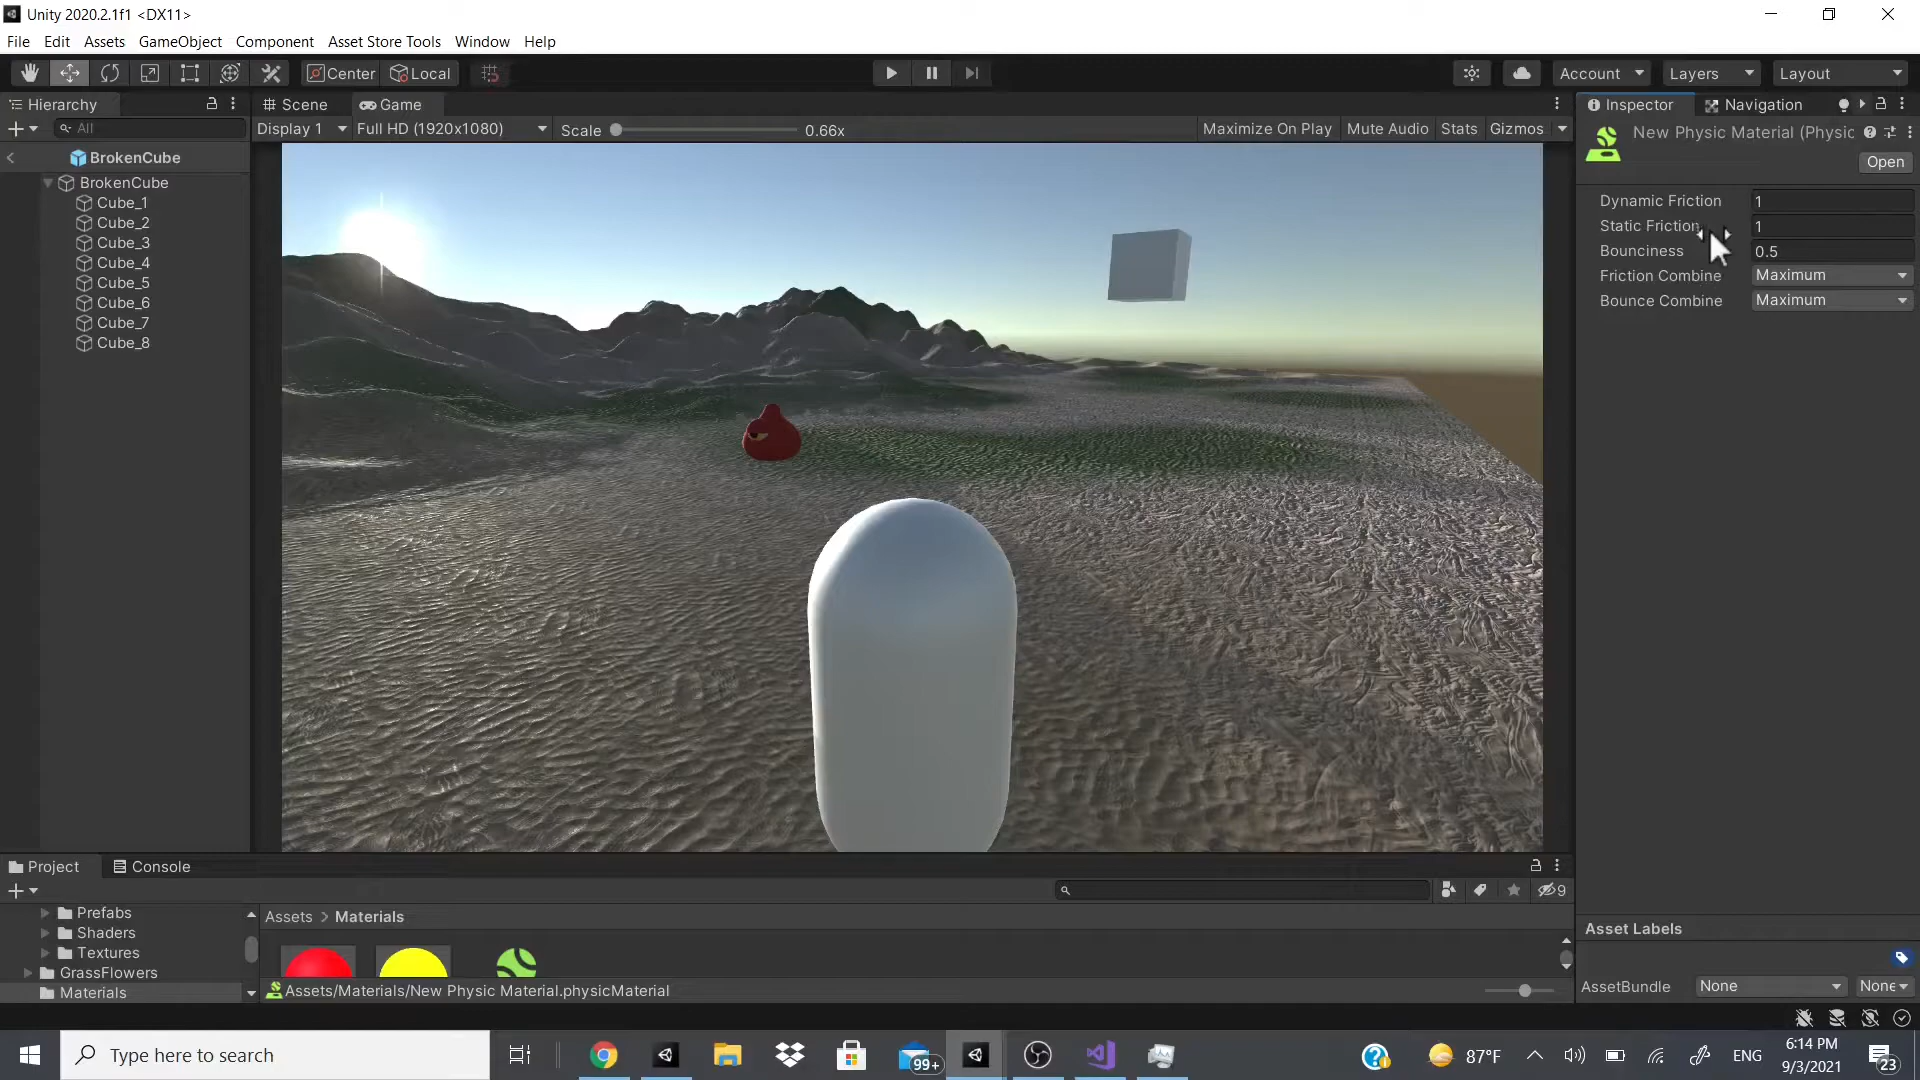 Unity 2020.2.1f1 <DX11>
File Edit Assets GameObject Component Asset Store Tools Window Help
Center Local Account Layers Layout
Hierarchy
All
BrokenCube
BrokenCube
Cube_1
Cube_2
Cube_3
Cube_4
Cube_5
Cube_6
Cube_7
Cube_8
Scene Game
Display 1 Full HD (1920x1080) Scale 0.66x Maximize On Play Mute Audio Stats Gizmos
Inspector Navigation
New Physic Material (Physic
Open
Dynamic Friction 1
Static Friction 1
Bounciness 0.5
Friction Combine Maximum
Bounce Combine Maximum
Project Console
9
Prefabs
Shaders
Textures
GrassFlowers
Materials
Assets > Materials
Assets/Materials/New Physic Material.physicMaterial
Asset Labels
AssetBundle None None
Type here to search
99+
87°F
ENG
6:14 PM
9/3/2021
23